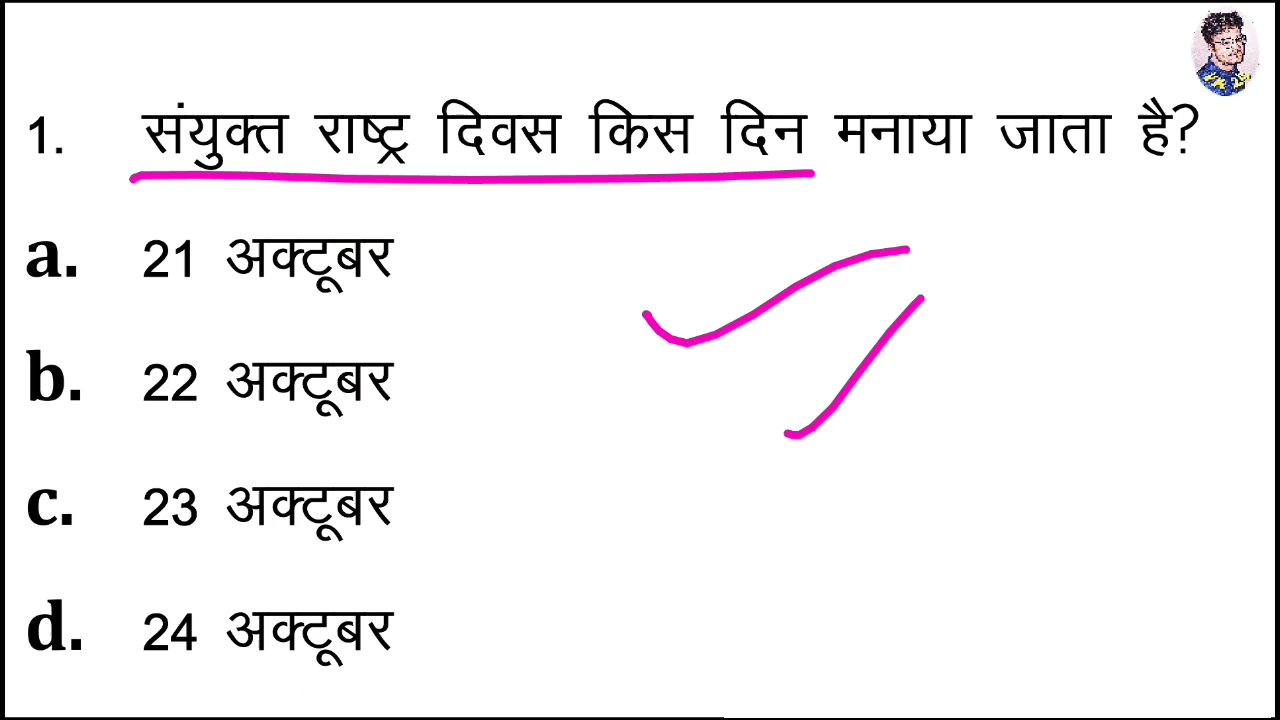 1. संयुक्त राष्ट्र दिवस किस दिन मनाया जाता है?
a. 21 अक्टूबर
b. 22 अक्टूबर
c. 23 अक्टूबर
d. 24 अक्टूबर